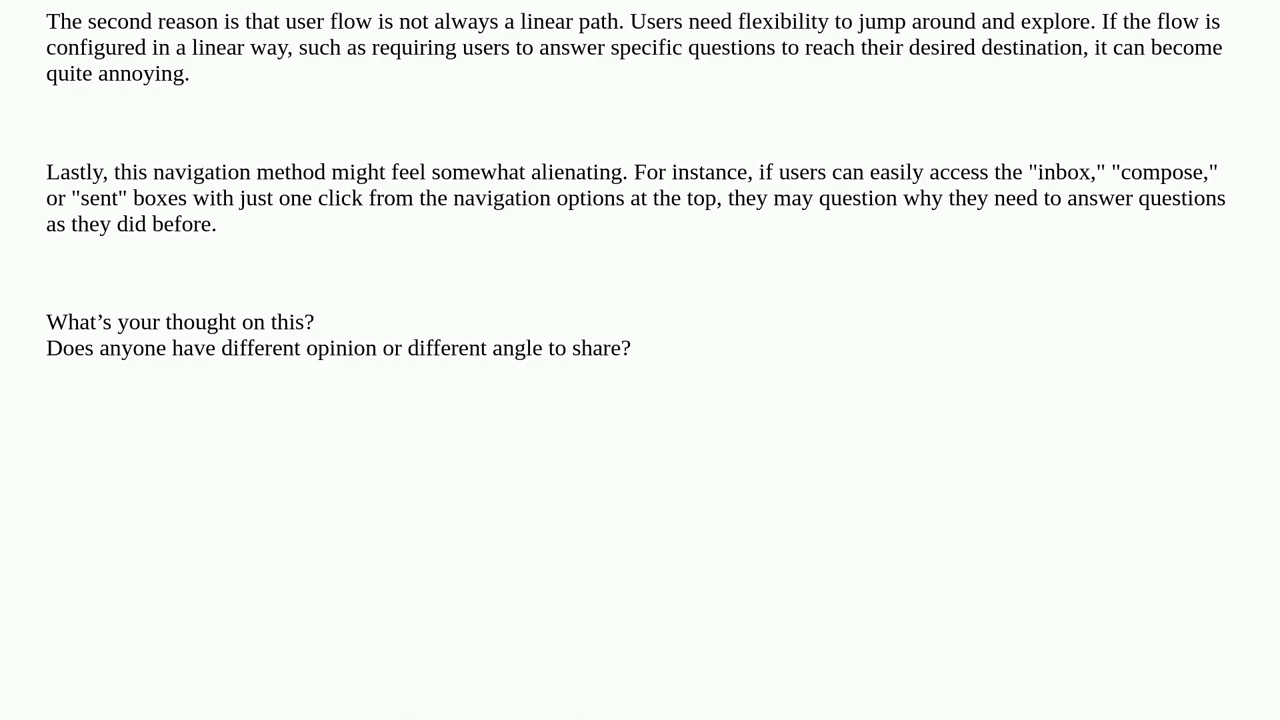 The second reason is that user flow is not always a linear path. Users need flexibility to jump around and explore. If the flow is
configured in a linear way, such as requiring users to answer specific questions to reach their desired destination, it can become
quite annoying.
Lastly, this navigation method might feel somewhat alienating. For instance, if users can easily access the "inbox," "compose,"
or "sent" boxes with just one click from the navigation options at the top, they may question why they need to answer questions
as they did before.
What’s your thought on this?
Does anyone have different opinion or different angle to share?